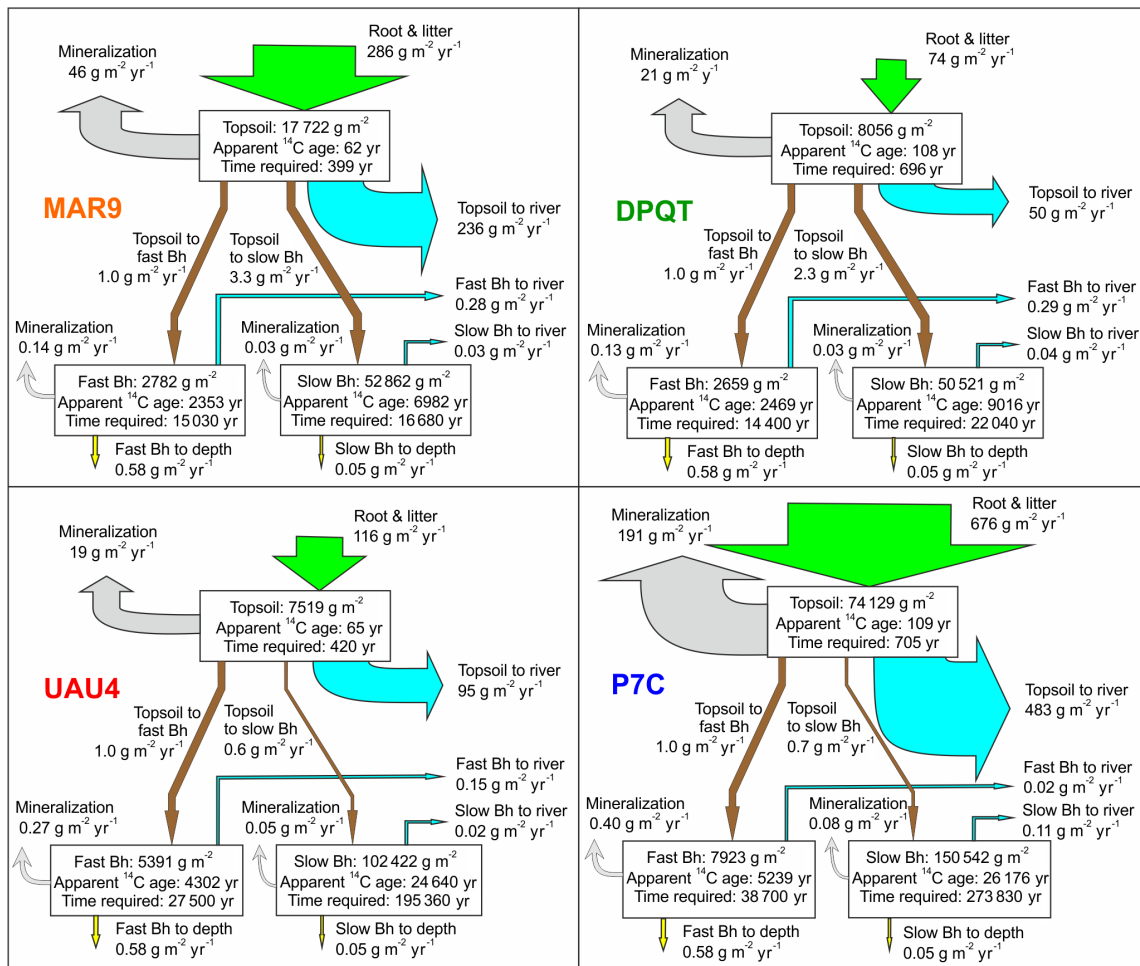 Mineralization
46 g m⁻² yr⁻¹
Root & litter
286 g m⁻² yr⁻¹
Topsoil: 17 722 g m⁻²
Apparent ¹⁴C age: 62 yr
Time required: 399 yr
MAR9
Topsoil to river
236 g m⁻² yr⁻¹
Topsoil to
fast Bh
1.0 g m⁻² yr⁻¹
Topsoil
to slow Bh
3.3 g m⁻² yr⁻¹
Fast Bh to river
0.28 g m⁻² yr⁻¹
Slow Bh to river
0.03 g m⁻² yr⁻¹
Mineralization
0.14 g m⁻² yr⁻¹
Mineralization
0.03 g m⁻² yr⁻¹
Fast Bh: 2782 g m⁻²
Apparent ¹⁴C age: 2353 yr
Time required: 15 030 yr
Slow Bh: 52 862 g m⁻²
Apparent ¹⁴C age: 6982 yr
Time required: 16 680 yr
Fast Bh to depth
0.58 g m⁻² yr⁻¹
Slow Bh to depth
0.05 g m⁻² yr⁻¹
Mineralization
21 g m⁻² y⁻¹
Root & litter
74 g m⁻² yr⁻¹
Topsoil: 8056 g m⁻²
Apparent ¹⁴C age: 108 yr
Time required: 696 yr
DPQT
Topsoil to river
50 g m⁻² yr⁻¹
Topsoil to
fast Bh
1.0 g m⁻² yr⁻¹
Topsoil
to slow Bh
2.3 g m⁻² yr⁻¹
Fast Bh to river
0.29 g m⁻² yr⁻¹
Slow Bh to river
0.04 g m⁻² yr⁻¹
Mineralization
0.13 g m⁻² yr⁻¹
Mineralization
0.03 g m⁻² yr⁻¹
Fast Bh: 2659 g m⁻²
Apparent ¹⁴C age: 2469 yr
Time required: 14 400 yr
Slow Bh: 50 521 g m⁻²
Apparent ¹⁴C age: 9016 yr
Time required: 22 040 yr
Fast Bh to depth
0.58 g m⁻² yr⁻¹
Slow Bh to depth
0.05 g m⁻² yr⁻¹
Mineralization
19 g m⁻² yr⁻¹
Root & litter
116 g m⁻² yr⁻¹
Topsoil: 7519 g m⁻²
Apparent ¹⁴C age: 65 yr
Time required: 420 yr
UAU4
Topsoil to river
95 g m⁻² yr⁻¹
Topsoil to
fast Bh
1.0 g m⁻² yr⁻¹
Topsoil
to slow Bh
0.6 g m⁻² yr⁻¹
Fast Bh to river
0.15 g m⁻² yr⁻¹
Slow Bh to river
0.02 g m⁻² yr⁻¹
Mineralization
0.27 g m⁻² yr⁻¹
Mineralization
0.05 g m⁻² yr⁻¹
Fast Bh: 5391 g m⁻²
Apparent ¹⁴C age: 4302 yr
Time required: 27 500 yr
Slow Bh: 102 422 g m⁻²
Apparent ¹⁴C age: 24 640 yr
Time required: 195 360 yr
Fast Bh to depth
0.58 g m⁻² yr⁻¹
Slow Bh to depth
0.05 g m⁻² yr⁻¹
Mineralization
191 g m⁻² yr⁻¹
Root & litter
676 g m⁻² yr⁻¹
Topsoil: 74 129 g m⁻²
Apparent ¹⁴C age: 109 yr
Time required: 705 yr
P7C
Topsoil to river
483 g m⁻² yr⁻¹
Topsoil to
fast Bh
1.0 g m⁻² yr⁻¹
Topsoil
to slow Bh
0.7 g m⁻² yr⁻¹
Fast Bh to river
0.02 g m⁻² yr⁻¹
Slow Bh to river
0.11 g m⁻² yr⁻¹
Mineralization
0.40 g m⁻² yr⁻¹
Mineralization
0.08 g m⁻² yr⁻¹
Fast Bh: 7923 g m⁻²
Apparent ¹⁴C age: 5239 yr
Time required: 38 700 yr
Slow Bh: 150 542 g m⁻²
Apparent ¹⁴C age: 26 176 yr
Time required: 273 830 yr
Fast Bh to depth
0.58 g m⁻² yr⁻¹
Slow Bh to depth
0.05 g m⁻² yr⁻¹